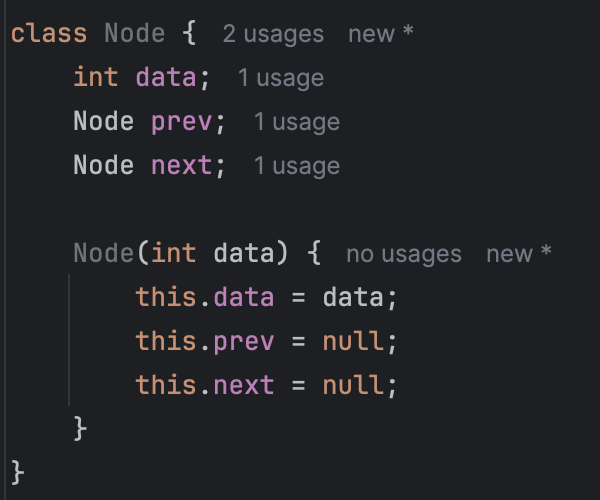 class Node {  2 usages  new *
    int data;  1 usage
    Node prev;  1 usage
    Node next;  1 usage

    Node(int data) {  no usages  new *
        this.data = data;
        this.prev = null;
        this.next = null;
    }
}